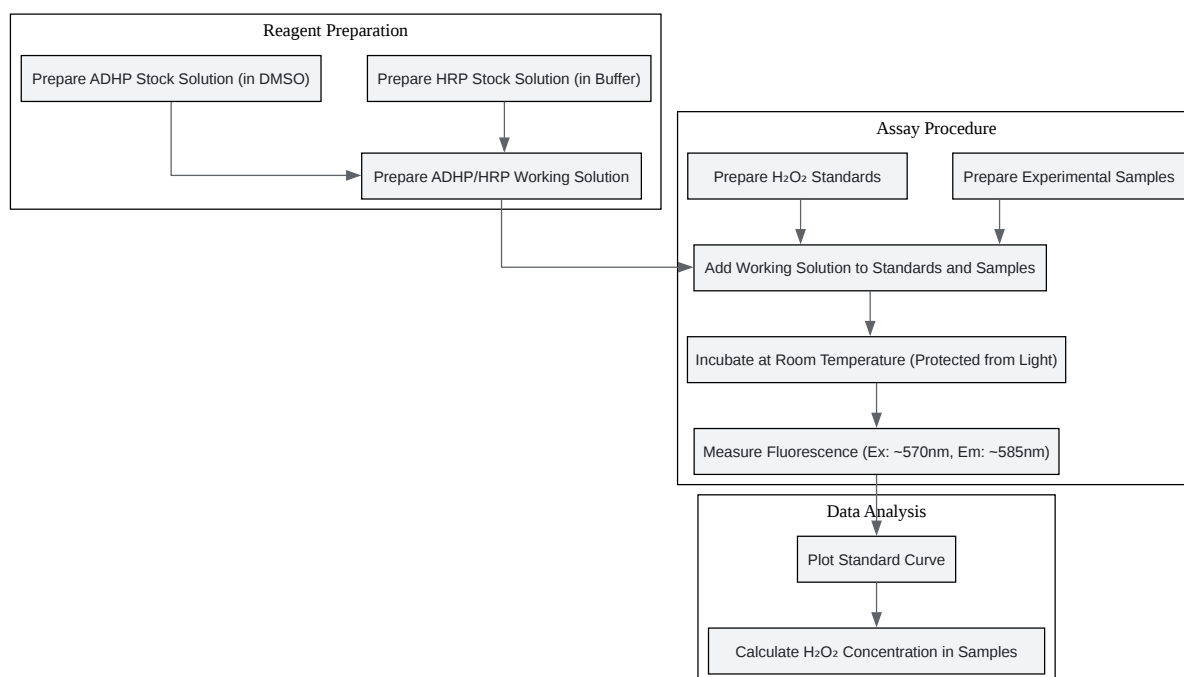 Reagent Preparation
Prepare ADHP Stock Solution (in DMSO)
Prepare HRP Stock Solution (in Buffer)
Prepare ADHP/HRP Working Solution
Assay Procedure
Prepare H₂O₂ Standards
Prepare Experimental Samples
Add Working Solution to Standards and Samples
Incubate at Room Temperature (Protected from Light)
Measure Fluorescence (Ex: ~570nm, Em: ~585nm)
Data Analysis
Plot Standard Curve
Calculate H₂O₂ Concentration in Samples